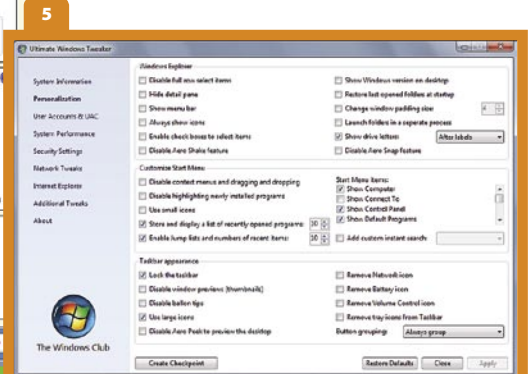 5
Ultimate Windows Tweaker
System Information
Personalization
User Accounts & UAC
System Performance
Security Settings
Network Tweaks
Internet Explorer
Additional Tweaks
About
The Windows Club
Windows Explorer
Disable full row select items
Hide detail pane
Show menu bar
Always show icons
Enable check boxes to select items
Disable Aero Shake feature
Show Windows version on desktop
Restore last opened folders at startup
Change window padding size: 4
Launch folders in a seperate process
Show drive letters: After labels
Disable Aero Snap feature
Customize Start Menu
Disable context menus and dragging and dropping
Disable highlighting newly installed programs
Use small icons
Store and display a list of recently opened programs: 10
Enable Jump lists and numbers of recent items: 10
Start Menu Items:
Show Computer
Show Connect To
Show Control Panel
Show Default Programs
Add custom instant search:
Taskbar appearance
Lock the taskbar
Disable window previews (thumbnails)
Disable ballon tips
Use large icons
Disable Aero Peek to preview the desktop
Remove Network icon
Remove Battery icon
Remove Volume Control icon
Remove tray icons from Taskbar
Button grouping: Always group
Create Checkpoint
Restore Defaults
Close
Apply